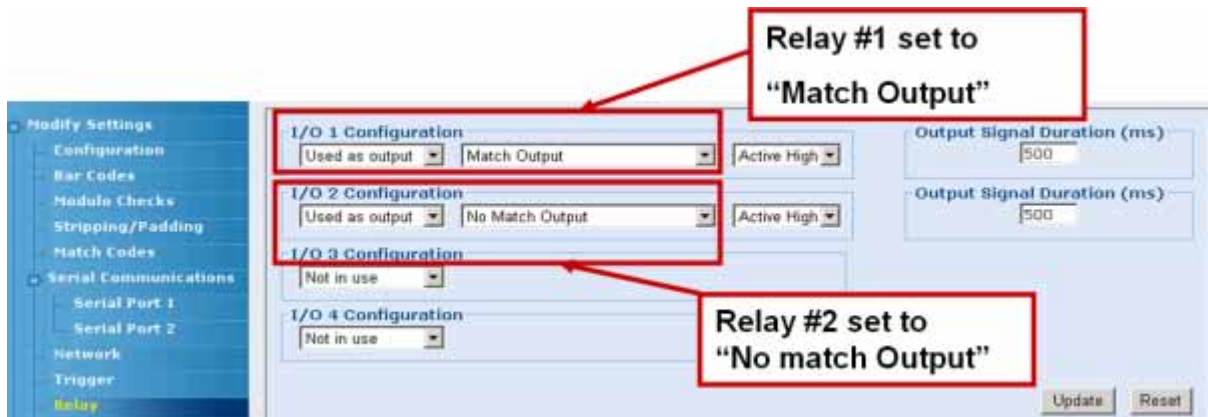 Relay #1 set to
“Match Output”
Modify Settings
Configuration
Bar Codes
Modulo Checks
Stripping/Padding
Match Codes
Serial Communications
Serial Port 1
Serial Port 2
Network
Trigger
Relay
I/O 1 Configuration
Used as output
Match Output
Active High
Output Signal Duration (ms)
500
I/O 2 Configuration
Used as output
No Match Output
Active High
Output Signal Duration (ms)
500
I/O 3 Configuration
Not in use
I/O 4 Configuration
Not in use
Relay #2 set to
“No match Output”
Update
Reset